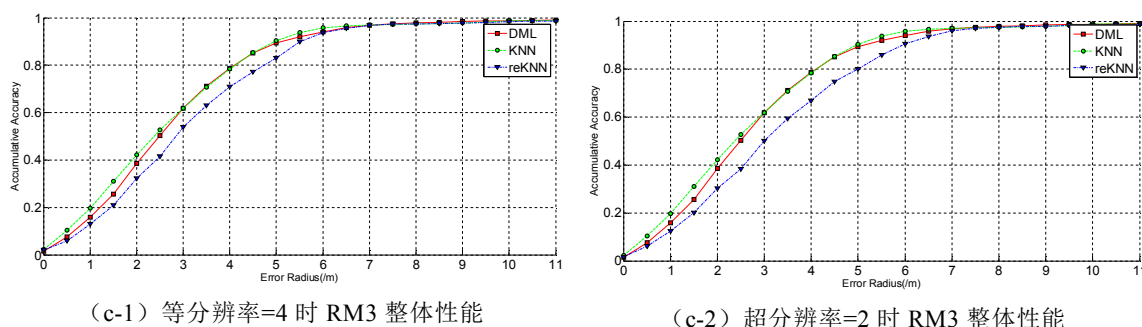 1
0.8
0.6
0.4
0.2
0
Accumulative Accuracy
0 1 2 3 4 5 6 7 8 9 10 11
Error Radius(/m)
DML
KNN
reKNN
(c-1)等分辨率=4 时 RM3 整体性能
1
0.8
0.6
0.4
0.2
0
Accumulative Accuracy
0 1 2 3 4 5 6 7 8 9 10 11
Error Radius(/m)
DML
KNN
reKNN
(c-2)超分辨率=2 时 RM3 整体性能